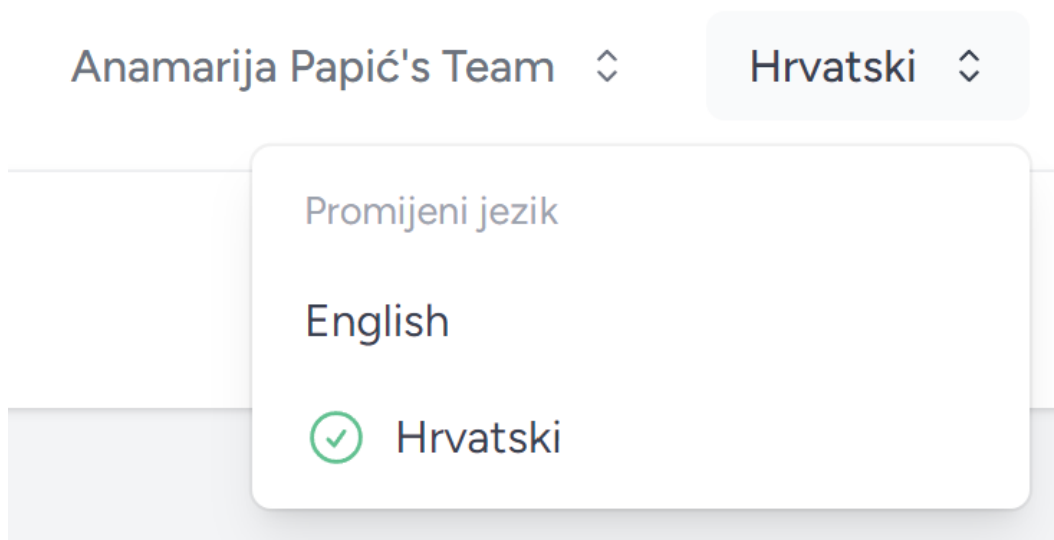 Anamarija Papić's Team
Hrvatski
Promijeni jezik
English
Hrvatski